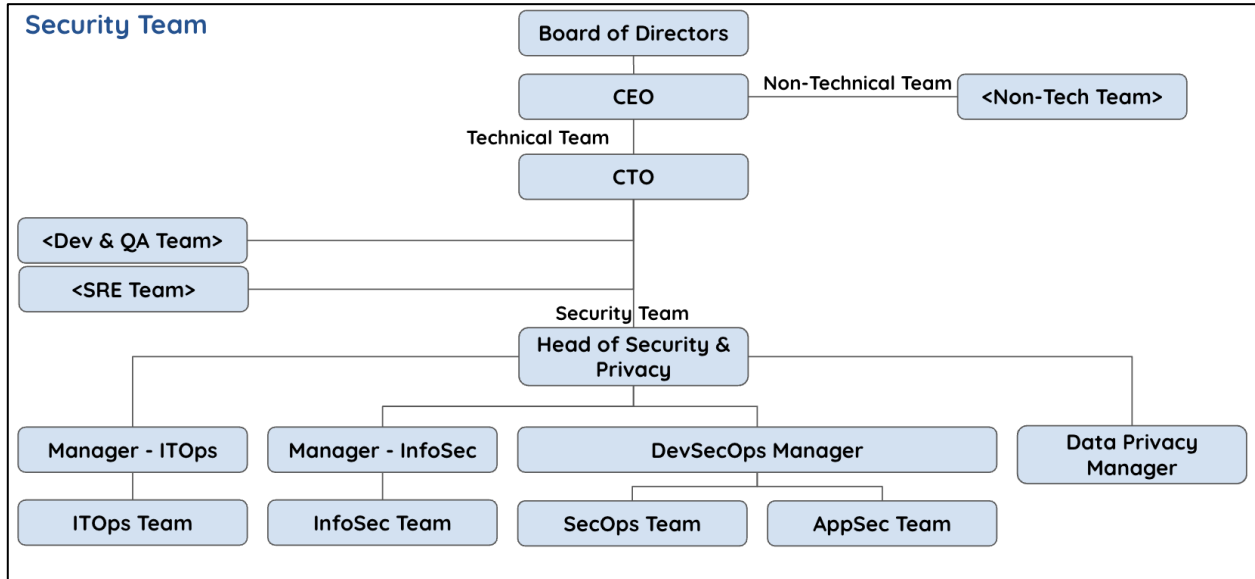 Security Team
Board of Directors
CEO
Non-Technical Team
<Non-Tech Team>
Technical Team
CTO
<Dev & QA Team>
<SRE Team>
Security Team
Head of Security &
Privacy
Manager - ITOps
Manager - InfoSec
DevSecOps Manager
Data Privacy
Manager
ITOps Team
InfoSec Team
SecOps Team
AppSec Team